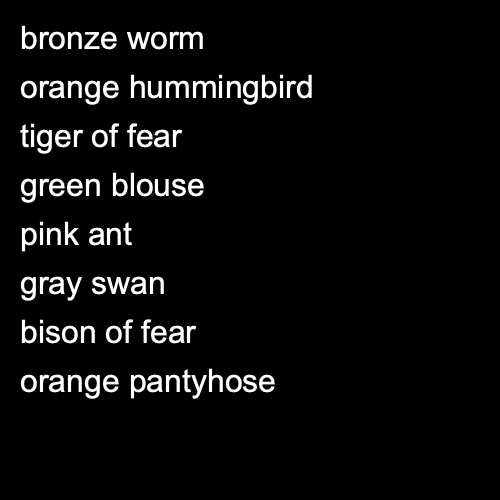 bronze worm
orange hummingbird
tiger of fear
green blouse
pink ant
gray swan
bison of fear
orange pantyhose